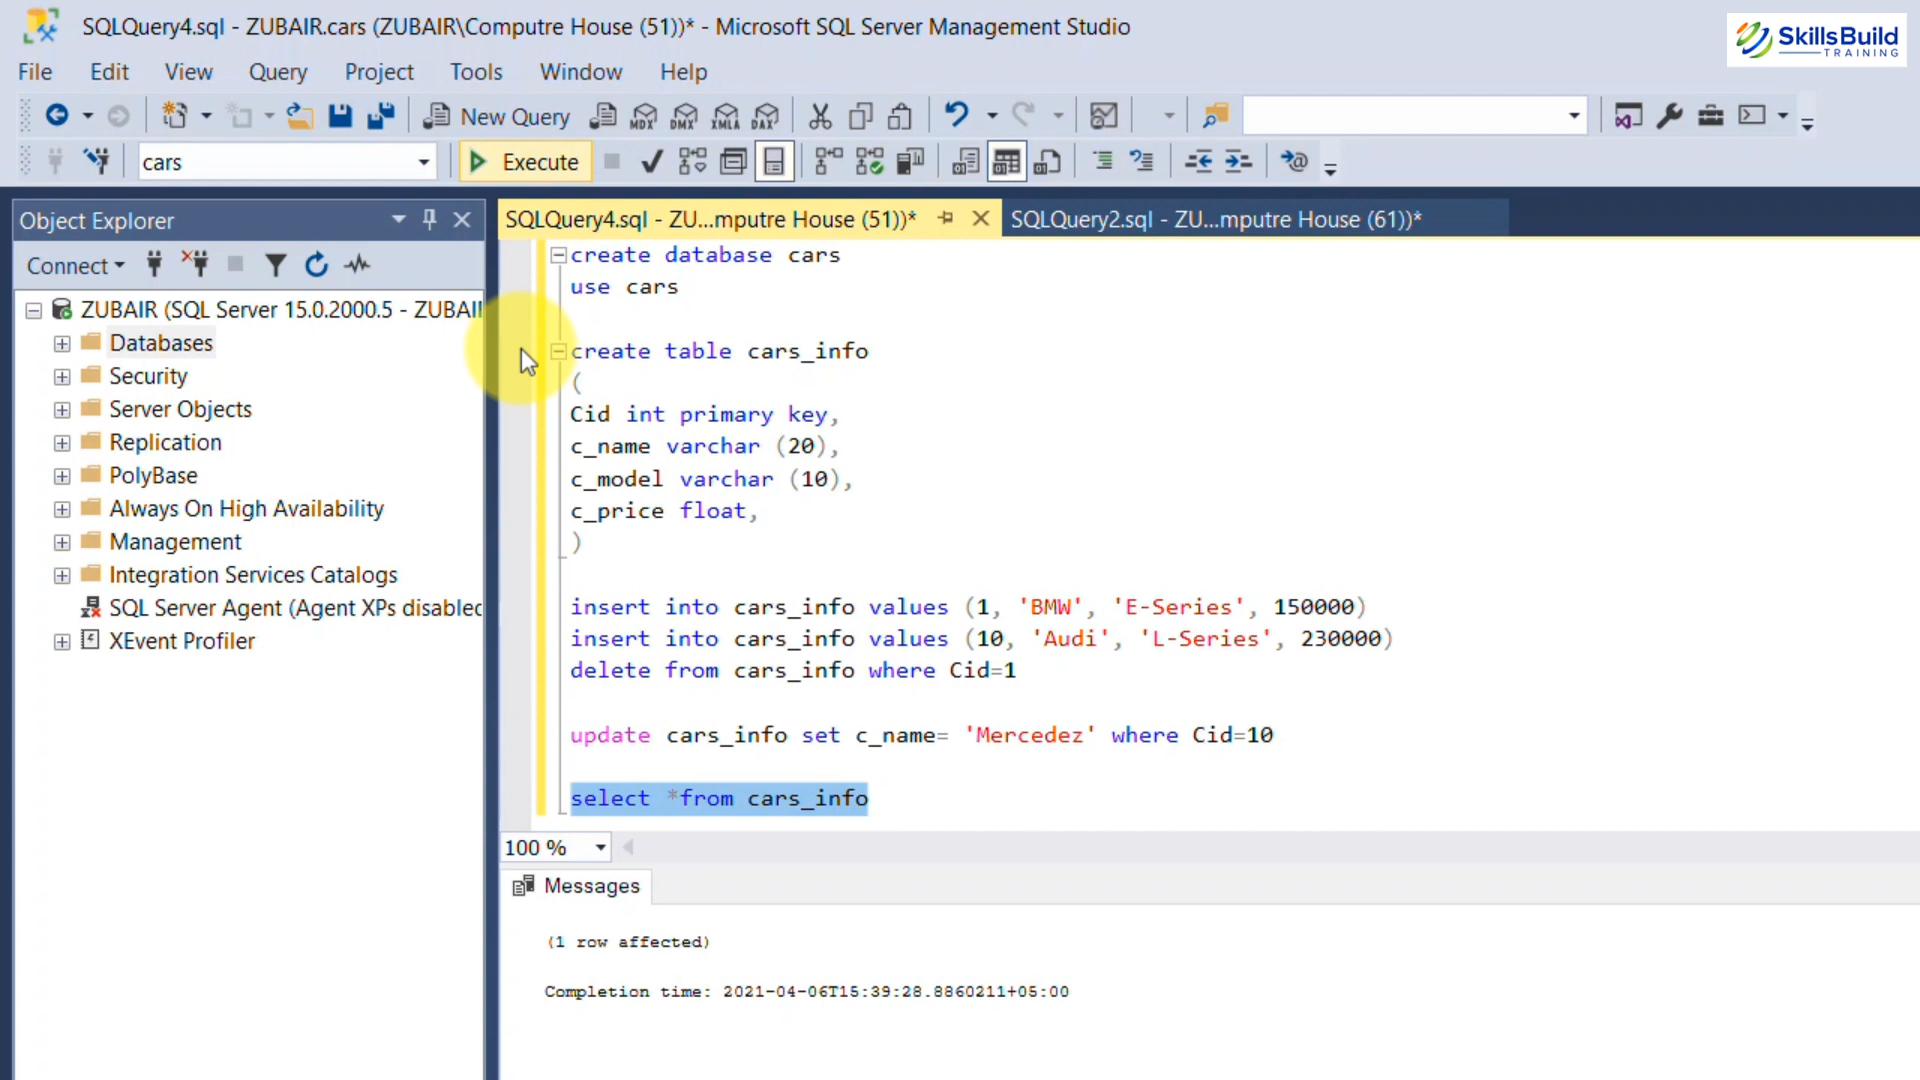 SQLQuery4.sql - ZUBAIR.cars (ZUBAIR\Computre House (51))* - Microsoft SQL Server Management Studio
SkillsBuild
TRAINING
File Edit View Query Project Tools Window Help
New Query MDX DMX XMLA DAX
cars Execute
Object Explorer
SQLQuery4.sql - ZU...mputre House (51))* SQLQuery2.sql - ZU...mputre House (61))*
Connect
ZUBAIR (SQL Server 15.0.2000.5 - ZUBAI
Databases
Security
Server Objects
Replication
PolyBase
Always On High Availability
Management
Integration Services Catalogs
SQL Server Agent (Agent XPs disabled
XEvent Profiler
create database cars
use cars
create table cars_info
(
Cid int primary key,
c_name varchar (20),
c_model varchar (10),
c_price float,
)
insert into cars_info values (1, 'BMW', 'E-Series', 150000)
insert into cars_info values (10, 'Audi', 'L-Series', 230000)
delete from cars_info where Cid=1
update cars_info set c_name= 'Mercedez' where Cid=10
select *from cars_info
100 %
Messages
(1 row affected)
Completion time: 2021-04-06T15:39:28.8860211+05:00